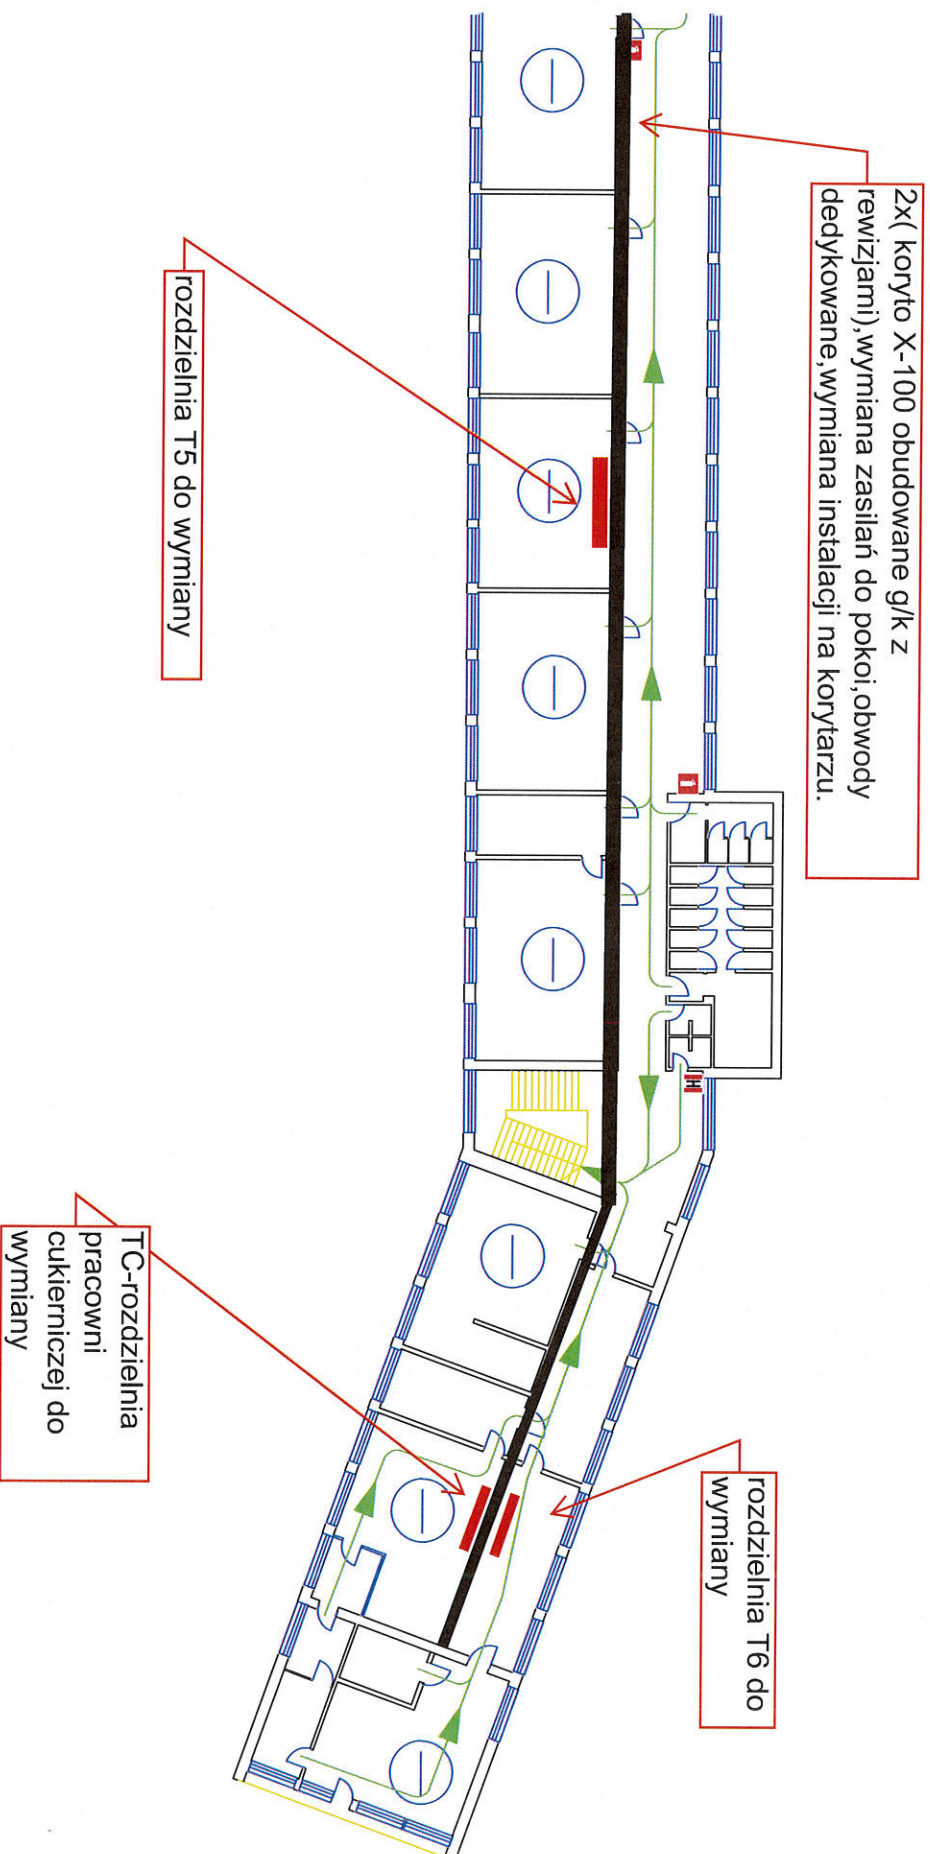 2x( koryto X-100 obudowane g/k z
rewizjami),wymiana zasilań do pokoi,obwody
dedykowane,wymiana instalacji na korytarzu.
rozdzielnia T5 do wymiany
rozdzielnia T6 do
wymiany
TC-rozdzielnia
pracowni
cukierniczej do
wymiany
H